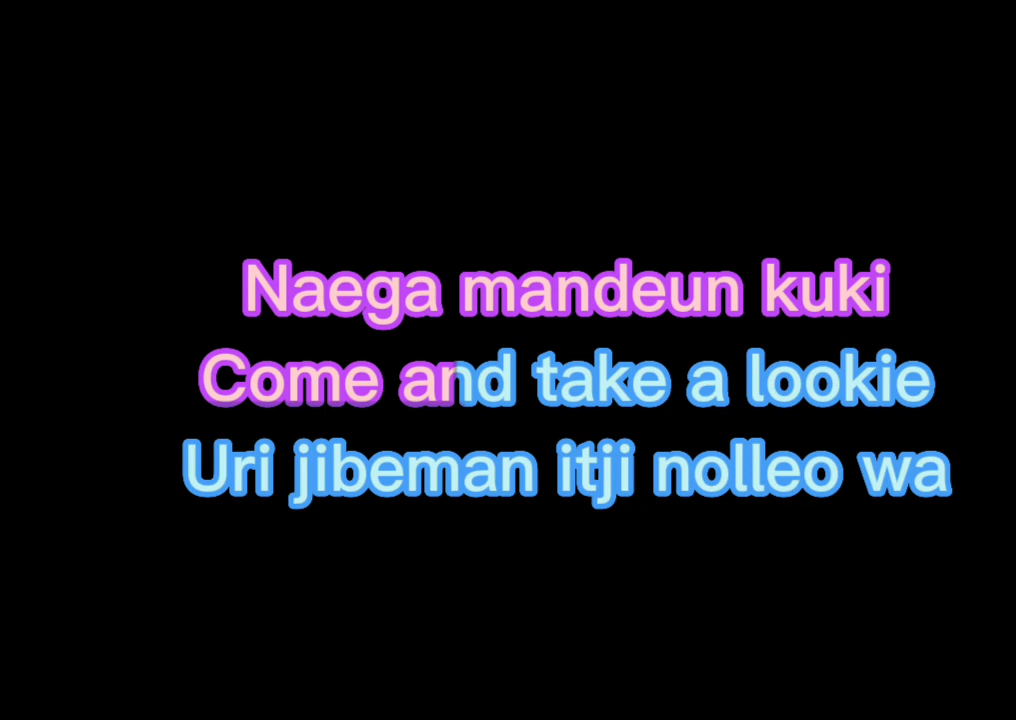 Naega mandeun kuki
Come and take a lookie
Uri jibeman itji nolleo wa